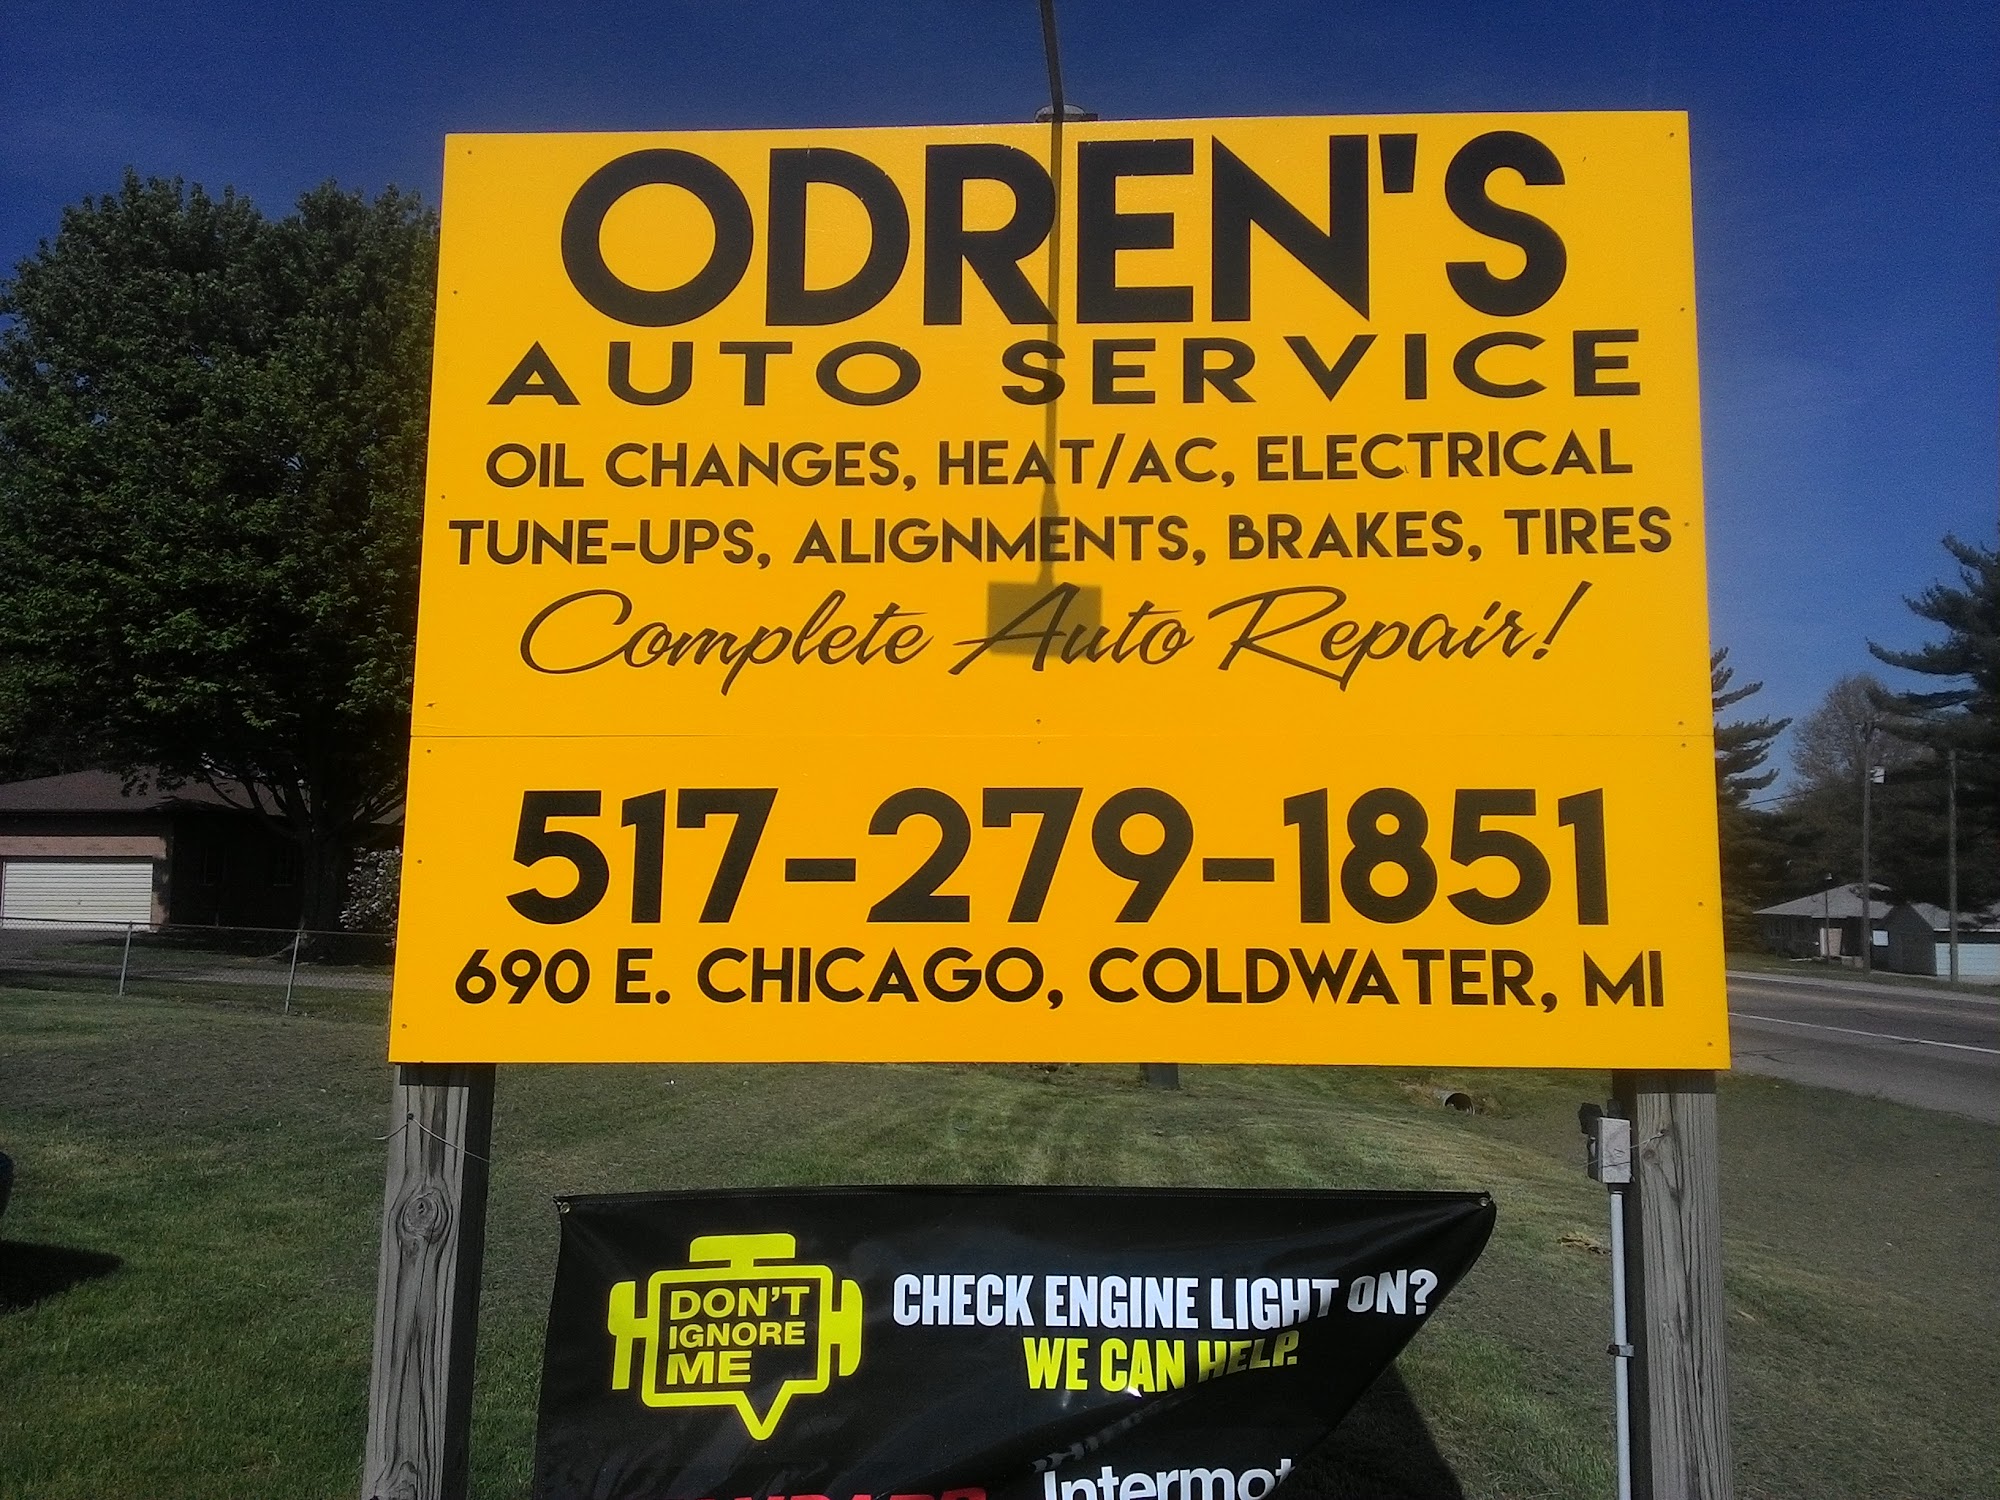 ODREN'S
AUTO SERVICE
OIL CHANGES, HEAT/AC, ELECTRICAL
TUNE-UPS, ALIGNMENTS, BRAKES, TIRES
Complete Auto Repair!
517-279-1851
690 E. CHICAGO, COLDWATER, MI
DON'T
IGNORE
ME
CHECK ENGINE LIGHT ON?
WE CAN HELP.